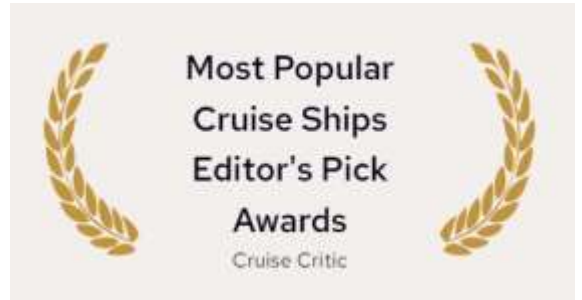 Most Popular
Cruise Ships
Editor's Pick
Awards
Cruise Critic